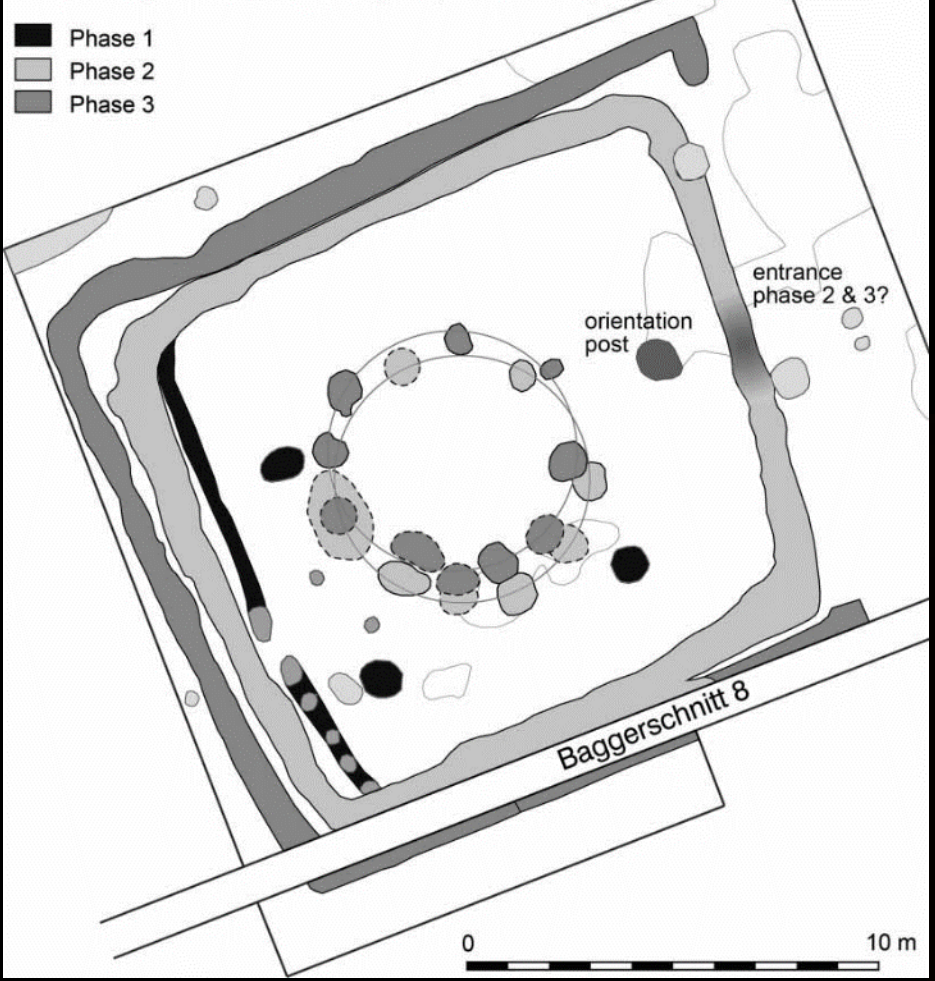 Phase 1
Phase 2
Phase 3
entrance
phase 2 & 3?
orientation
post
Baggerschnitt 8
0
10 m